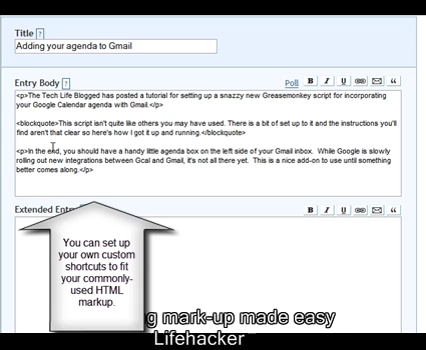 Title [?]
Adding your agenda to Gmail
Entry Body [?] Poll B I U “
<p>The Tech Life Blogged has posted a tutorial for setting up a snazzy new Greasemonkey script for incorporating
your Google Calendar agenda with Gmail.</p>
<blockquote>This script isn't quite like others you may have used. There is a bit of set up to it and the instructions you'll
find aren't that clear so here's how I got it up and running.</blockquote>
<p>In the end, you should have a handy little agenda box on the left side of your Gmail inbox. While Google is slowly
rolling out new integrations between Gcal and Gmail, it's not all there yet. This is a nice add-on to use until something
better comes along.</p>
Extended Entry B I U “
You can set up
your own custom
shortcuts to fit
your commonly-
used HTML
markup.
g mark-up made easy
Lifehacker